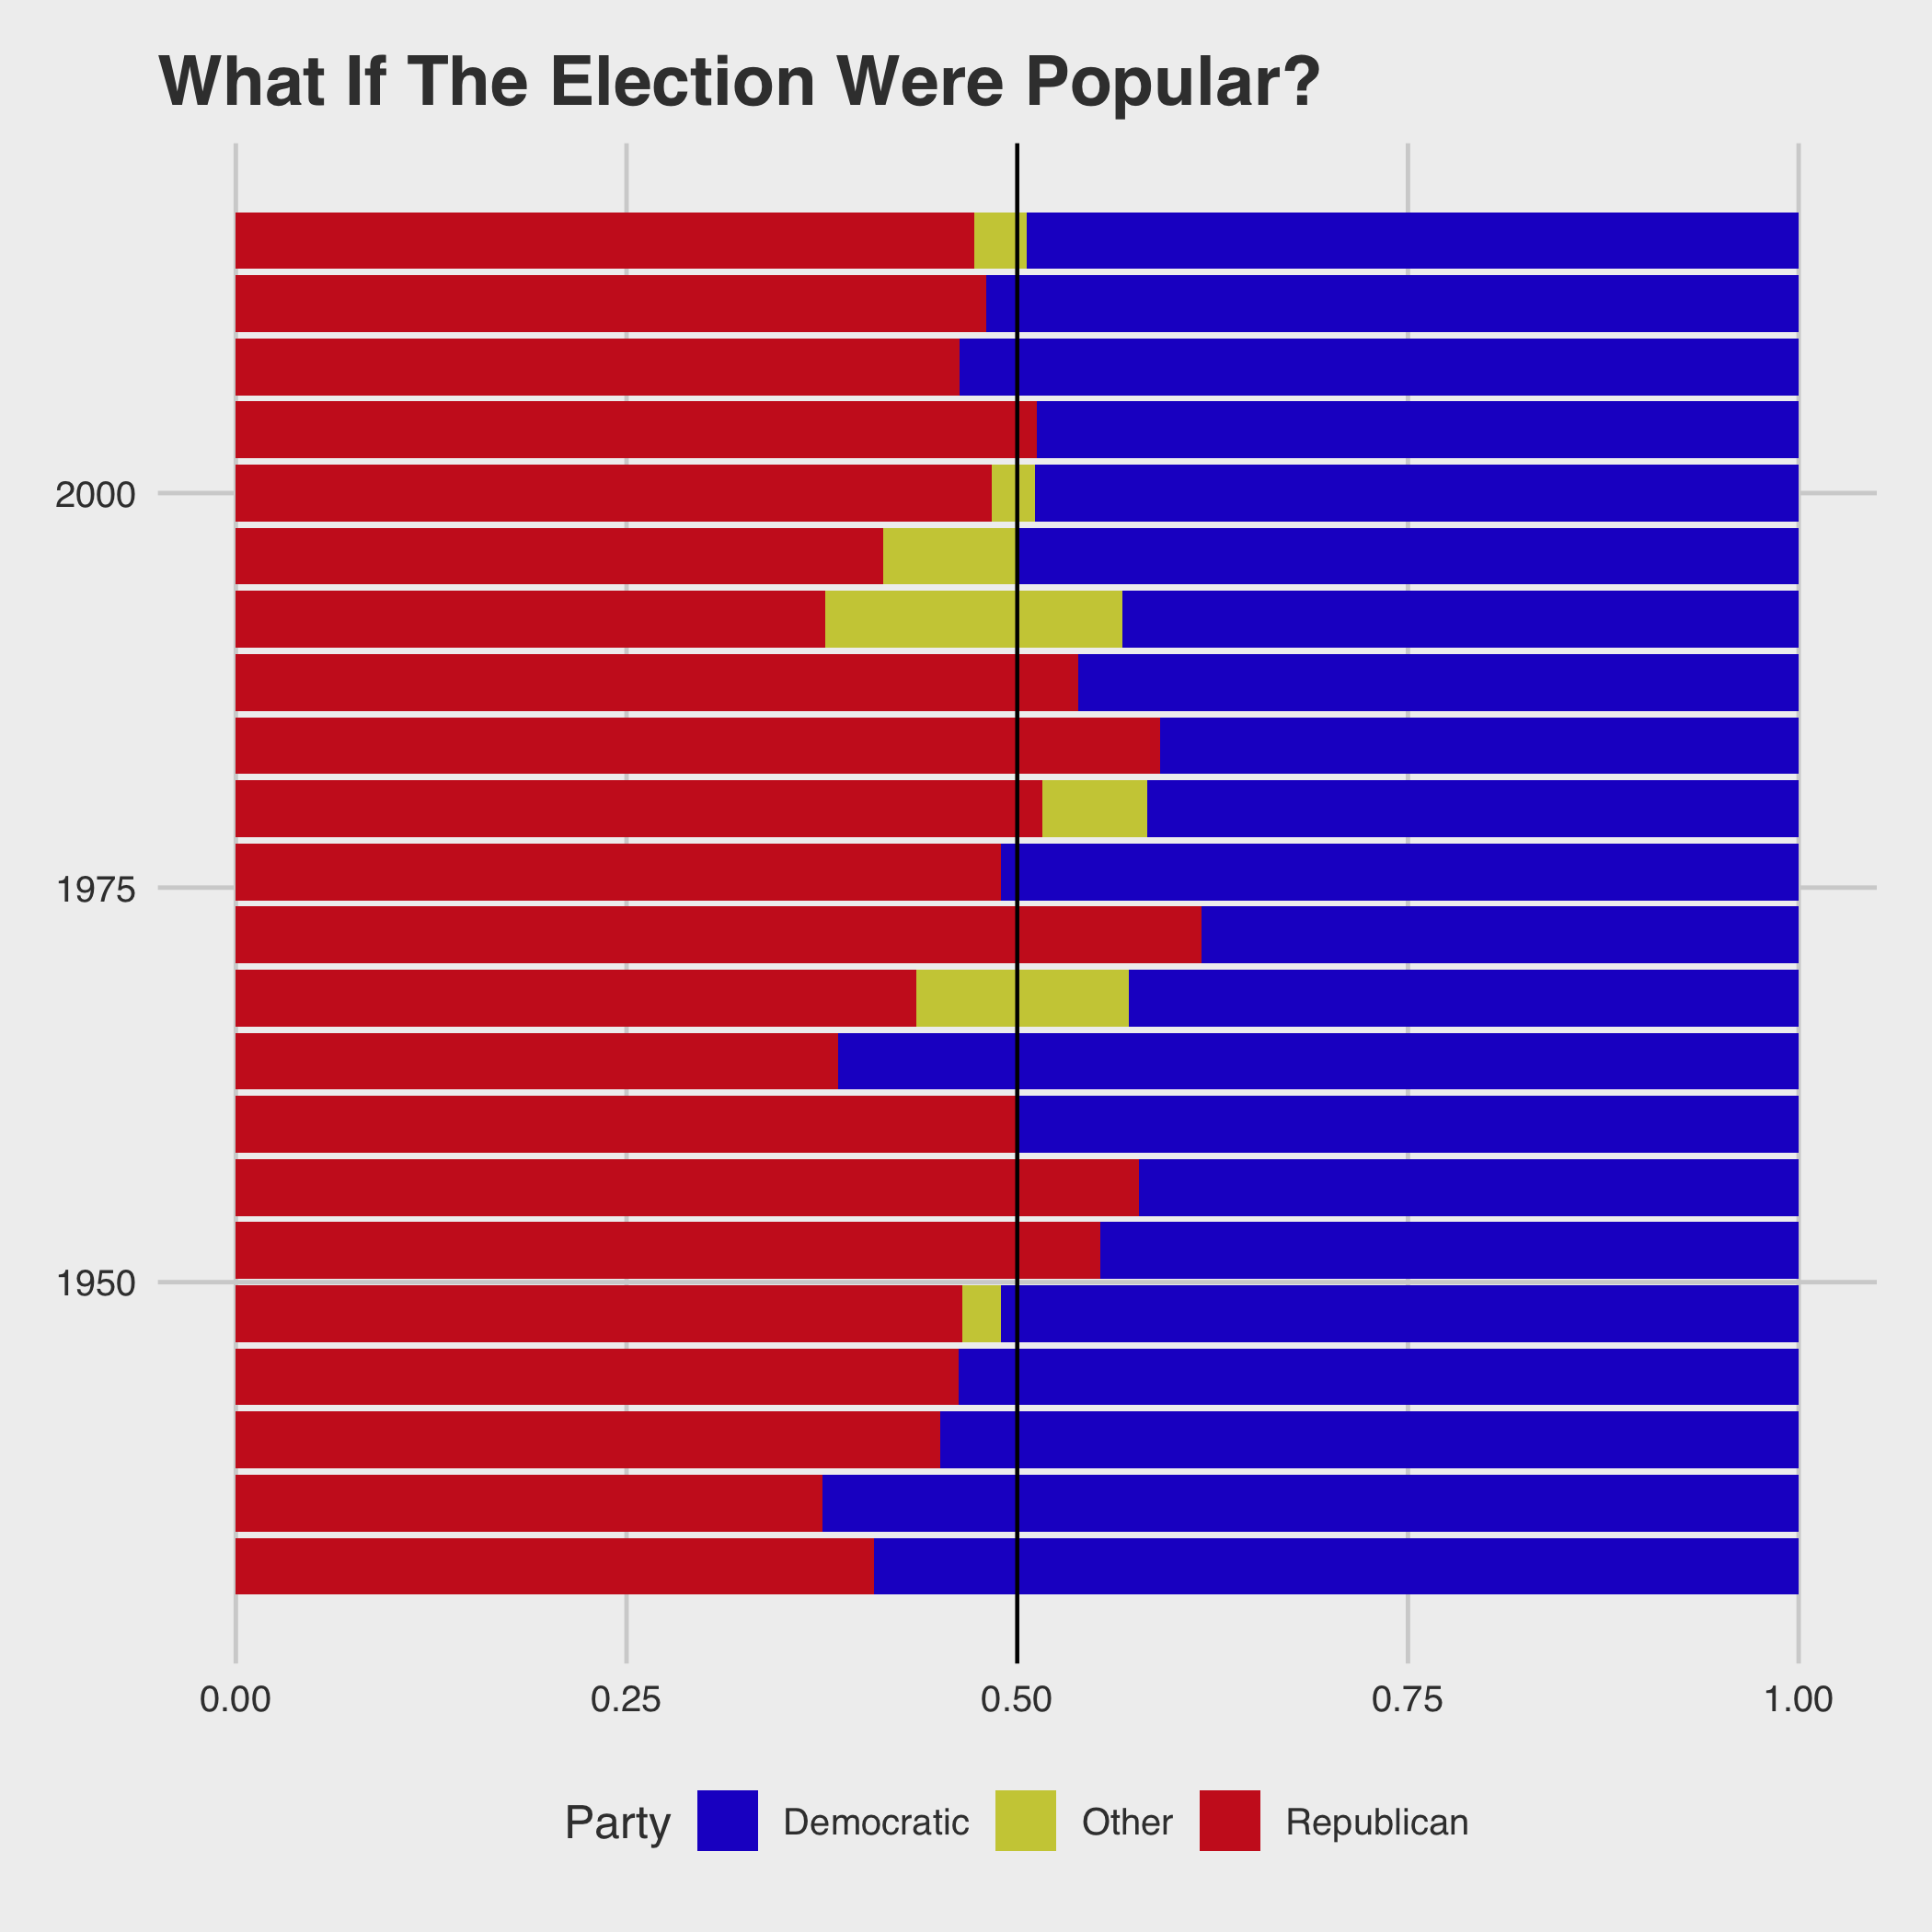 What If The Election Were Popular?
2000
1975
1950
0.00 0.25 0.50 0.75 1.00
Party Democratic Other Republican